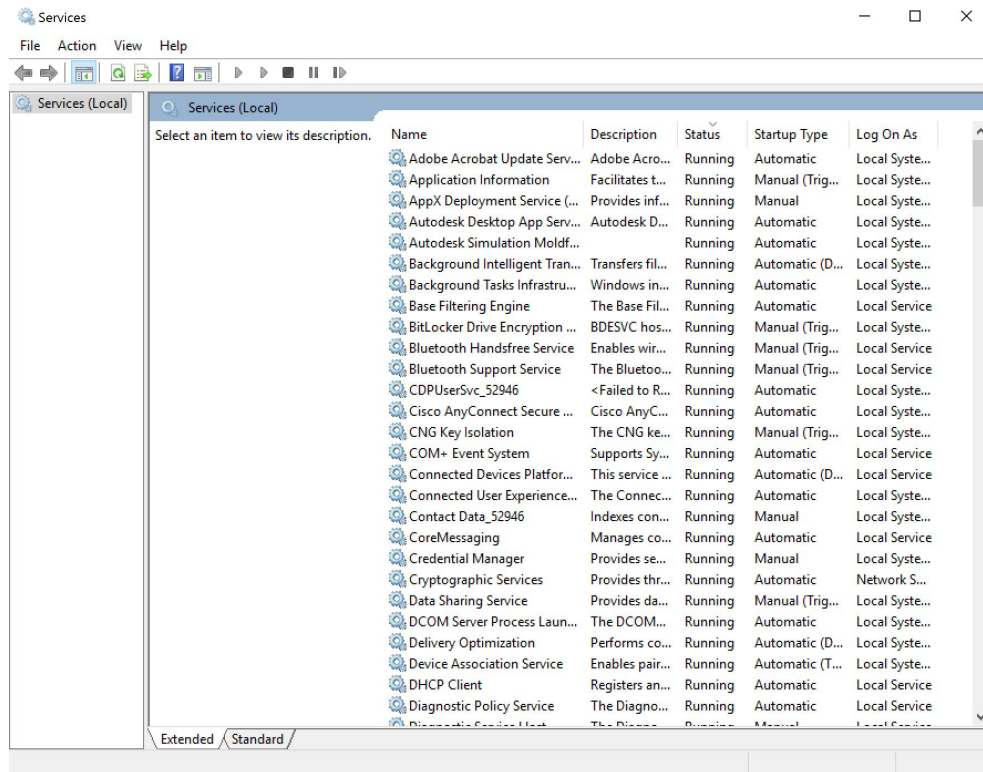 Services
File Action View Help
Services (Local)
Services (Local)
Select an item to view its description.
Name Description Status Startup Type Log On As
Adobe Acrobat Update Serv... Adobe Acro... Running Automatic Local Syste...
Application Information Facilitates t... Running Manual (Trig... Local Syste...
AppX Deployment Service (... Provides inf... Running Manual Local Syste...
Autodesk Desktop App Serv... Autodesk D... Running Automatic Local Syste...
Autodesk Simulation Moldf... Running Automatic Local Syste...
Background Intelligent Tran... Transfers fil... Running Automatic (D... Local Syste...
Background Tasks Infrastru... Windows in... Running Automatic Local Syste...
Base Filtering Engine The Base Fil... Running Automatic Local Service
BitLocker Drive Encryption ... BDESVC hos... Running Manual (Trig... Local Syste...
Bluetooth Handsfree Service Enables wir... Running Manual (Trig... Local Service
Bluetooth Support Service The Bluetoo... Running Manual (Trig... Local Service
CDPUserSvc_52946 <Failed to R... Running Automatic Local Syste...
Cisco AnyConnect Secure ... Cisco AnyC... Running Automatic Local Syste...
CNG Key Isolation The CNG ke... Running Manual (Trig... Local Syste...
COM+ Event System Supports Sy... Running Automatic Local Service
Connected Devices Platfor... This service ... Running Automatic (D... Local Service
Connected User Experience... The Connec... Running Automatic Local Syste...
Contact Data_52946 Indexes con... Running Manual Local Syste...
CoreMessaging Manages co... Running Automatic Local Service
Credential Manager Provides se... Running Manual Local Syste...
Cryptographic Services Provides thr... Running Automatic Network S...
Data Sharing Service Provides da... Running Manual (Trig... Local Syste...
DCOM Server Process Laun... The DCOM... Running Automatic Local Syste...
Delivery Optimization Performs co... Running Automatic (D... Local Syste...
Device Association Service Enables pair... Running Automatic (T... Local Syste...
DHCP Client Registers an... Running Automatic Local Service
Diagnostic Policy Service The Diagno... Running Automatic Local Service
Diagnostic Service Host The Diagno... Running Manual Local Service
Extended Standard